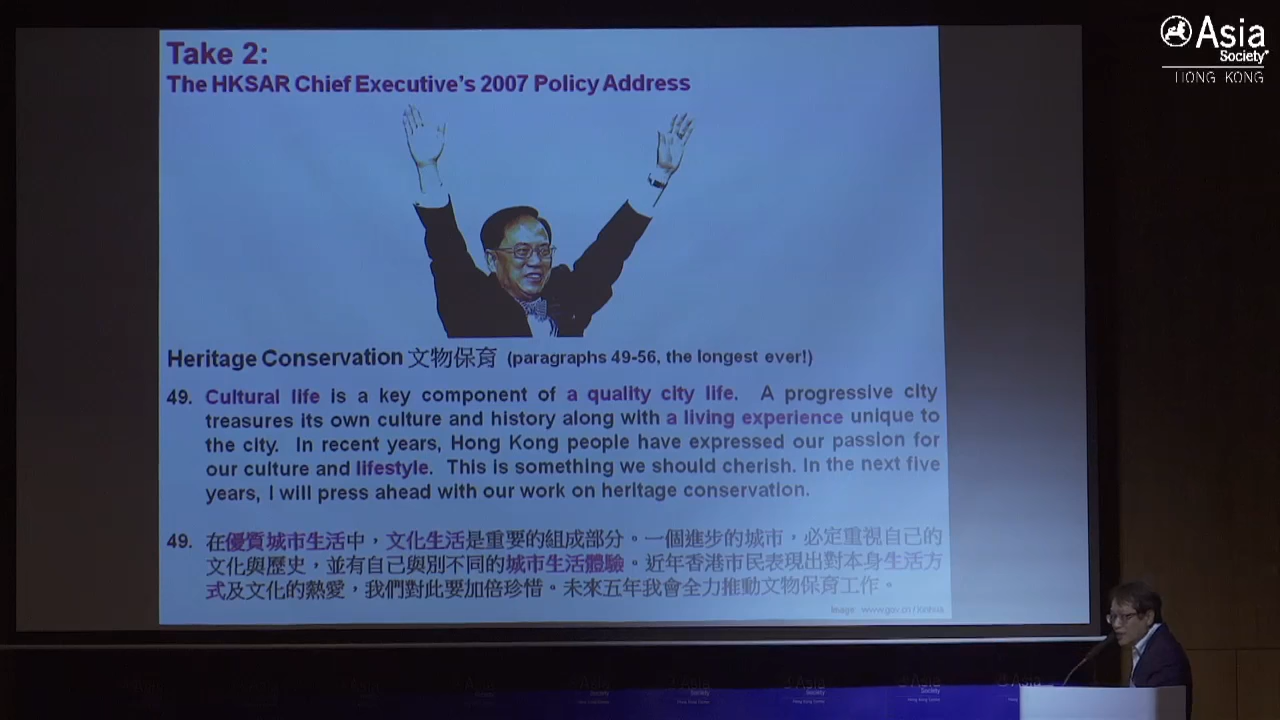 Asia
Society
HONG KONG
Take 2:
The HKSAR Chief Executive's 2007 Policy Address
Heritage Conservation 文物保育 (paragraphs 49-56, the longest ever!)
49. Cultural life is a key component of a quality city life. A progressive city
treasures its own culture and history along with a living experience unique to
the city. In recent years, Hong Kong people have expressed our passion for
our culture and lifestyle. This is something we should cherish. In the next five
years, I will press ahead with our work on heritage conservation.
49. 在優質城市生活中，文化生活是重要的組成部分。一個進步的城市，必定重視自己的
文化與歷史，並有自己與別不同的城市生活體驗。近年香港市民表現出對本身生活方
式及文化的熱愛，我們對此要加倍珍惜。未來五年我會全力推動文物保育工作。
Image:
Asia
Society
Asia
Society
Asia
Society
Asia
Society